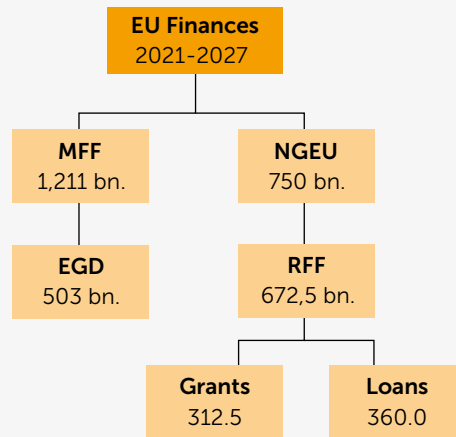 EU Finances
2021-2027
MFF
1,211 bn.
NGEU
750 bn.
EGD
503 bn.
RFF
672,5 bn.
Grants
312.5
Loans
360.0